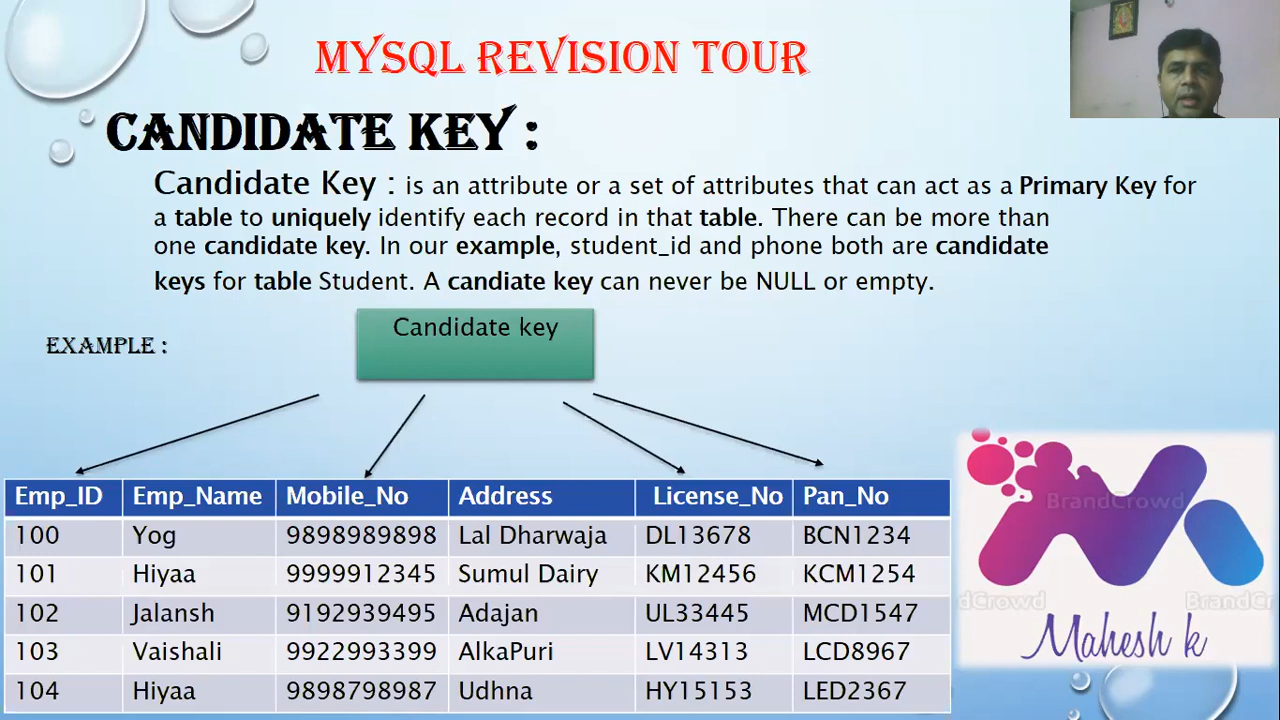 MYSQL REVISION TOUR
CANDIDATE KEY :
Candidate Key : is an attribute or a set of attributes that can act as a Primary Key for
a table to uniquely identify each record in that table. There can be more than
one candidate key. In our example, student_id and phone both are candidate
keys for table Student. A candiate key can never be NULL or empty.
Candidate key
EXAMPLE :
Emp_ID Emp_Name Mobile_No Address License_No Pan_No
100 Yog 9898989898 Lal Dharwaja DL13678 BCN1234
101 Hiyaa 9999912345 Sumul Dairy KM12456 KCM1254
102 Jalansh 9192939495 Adajan UL33445 MCD1547
103 Vaishali 9922993399 AlkaPuri LV14313 LCD8967
104 Hiyaa 9898798987 Udhna HY15153 LED2367
BrandCrowd
dCrowd BrandCr
Mahesh k